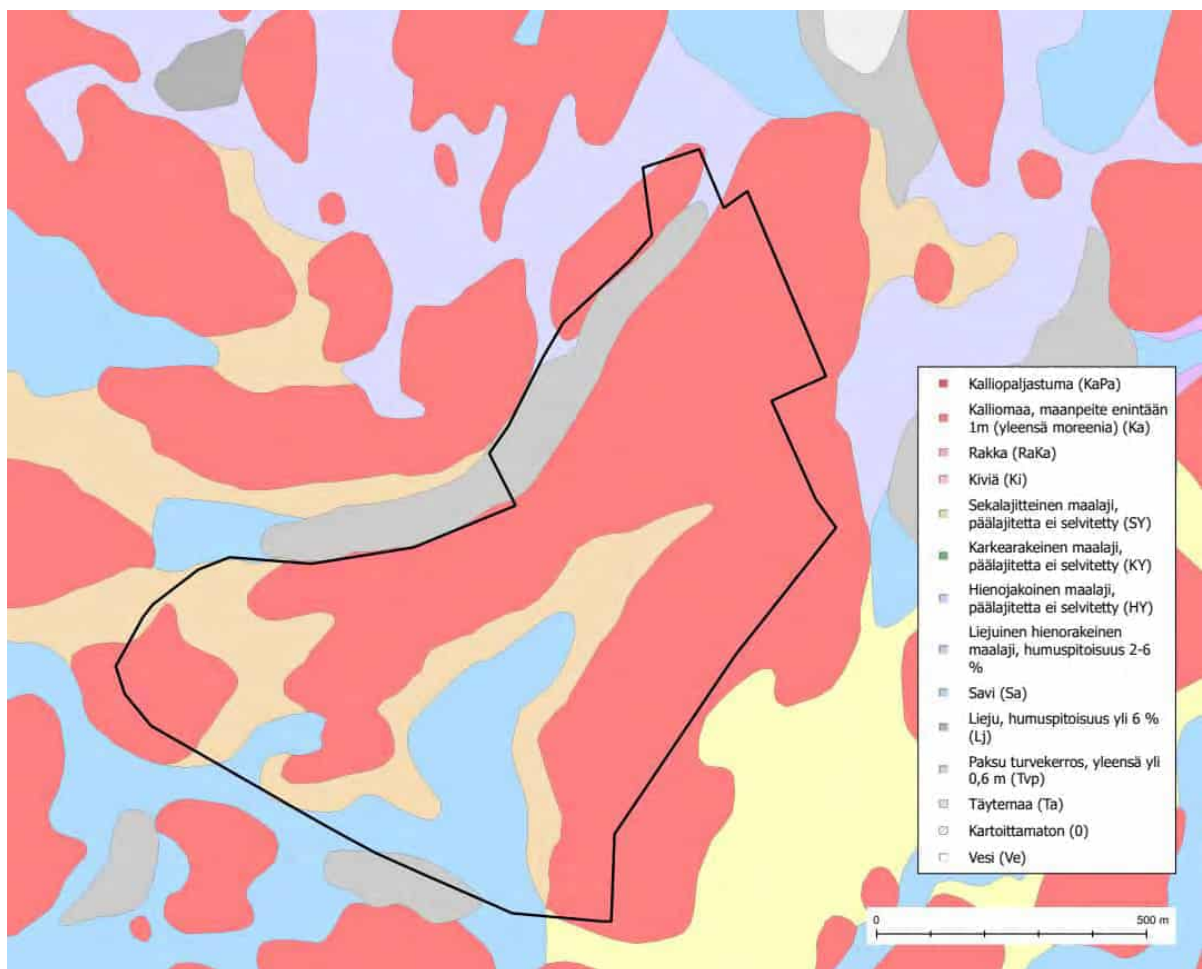 Kalliopaljastuma (KaPa)
Kalliomaa, maanpeite enintään
1m (yleensä moreenia) (Ka)
Rakka (RaKa)
Kiviä (Ki)
Sekalajitteinen maalaji,
päälajitetta ei selvitetty (SY)
Karkearakeinen maalaji,
päälajitetta ei selvitetty (KY)
Hienojakoinen maalaji,
päälajitetta ei selvitetty (HY)
Liejuinen hienorakeinen
maalaji, humuspitoisuus 2-6
%
Savi (Sa)
Lieju, humuspitoisuus yli 6 %
(Lj)
Paksu turvekerros, yleensä yli
0,6 m (Tvp)
Täytemaa (Ta)
Kartoittamaton (0)
Vesi (Ve)
0 500 m